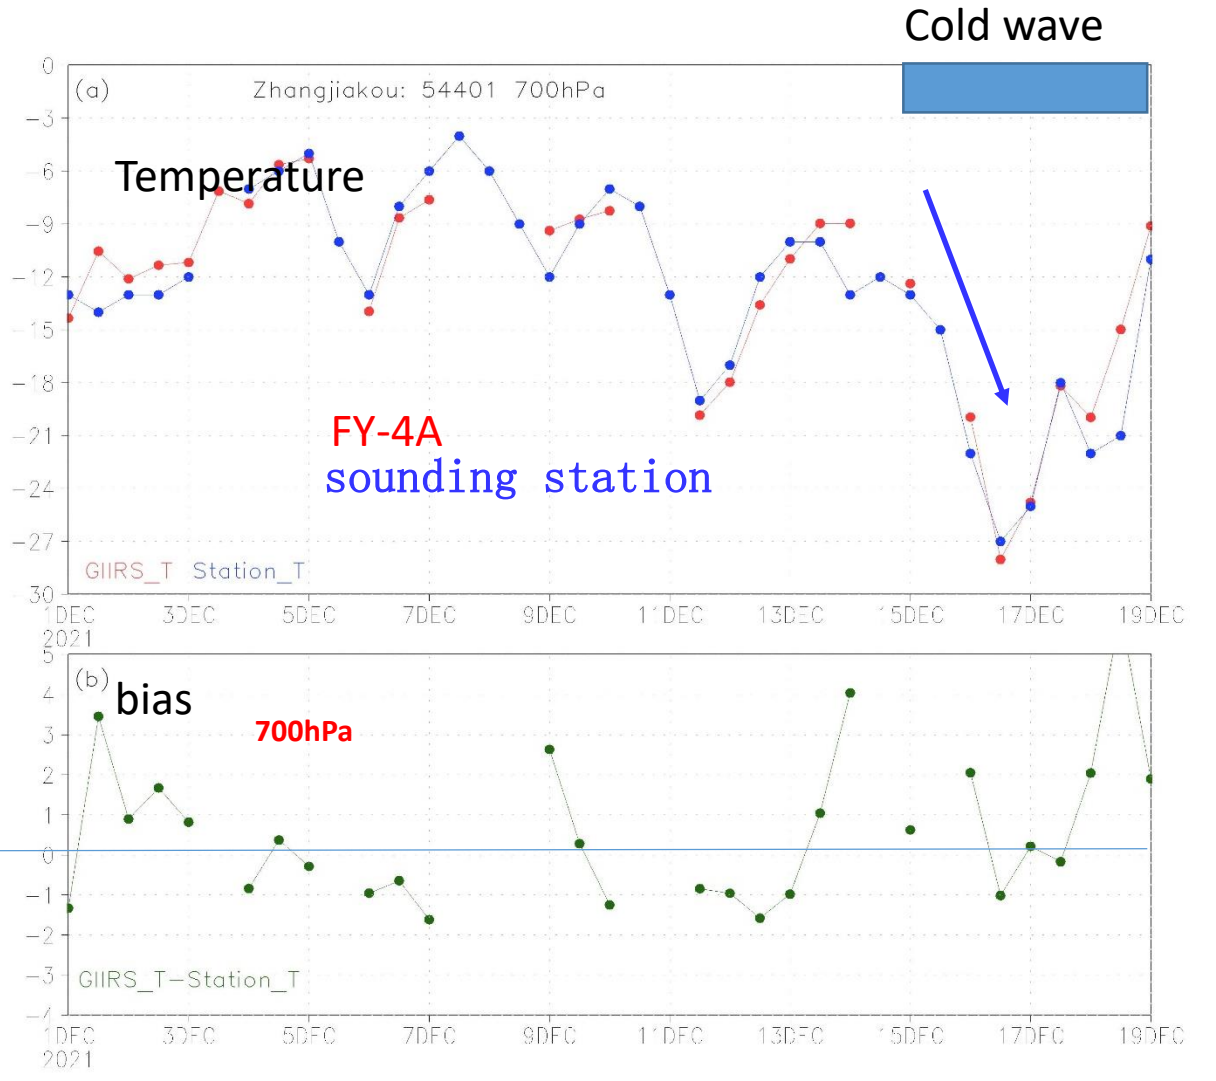 Cold wave
0
(a) Zhangjiakou: 54401 700hPa
-3
Temperature
-6
-9
-12
-15
-18
FY-4A
-21
sounding station
-24
-27
GIIRS_T Station_T
-30
1DEC 3DEC 5DEC 7DEC 9DEC 11DEC 13DEC 15DEC 17DEC 19DEC
2021
5
(b)
bias
4
700hPa
3
2
1
0
-1
-2
-3
GIIRS_T-Station_T
-4
1DEC 3DEC 5DEC 7DEC 9DEC 11DEC 13DEC 15DEC 17DEC 19DEC
2021